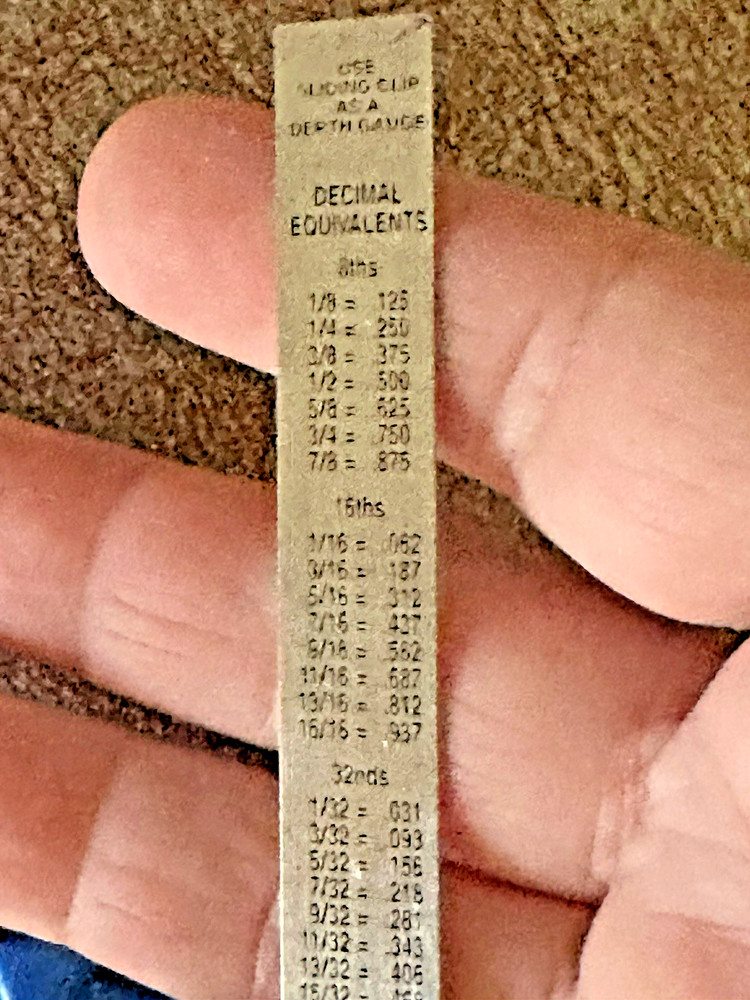 USE
SLIDING CLIP
AS A
DEPTH GAUGE
DECIMAL
EQUIVALENTS
8ths
1/8 = .125
1/4 = .250
3/8 = .375
1/2 = .500
5/8 = .625
3/4 = .750
7/8 = .875
16ths
1/16 = .062
3/16 = .187
5/16 = .312
7/16 = .437
9/16 = .562
11/16 = .687
13/16 = .812
15/16 = .937
32nds
1/32 = .031
3/32 = .093
5/32 = .156
7/32 = .218
9/32 = .281
11/32 = .343
13/32 = .406
15/32 =